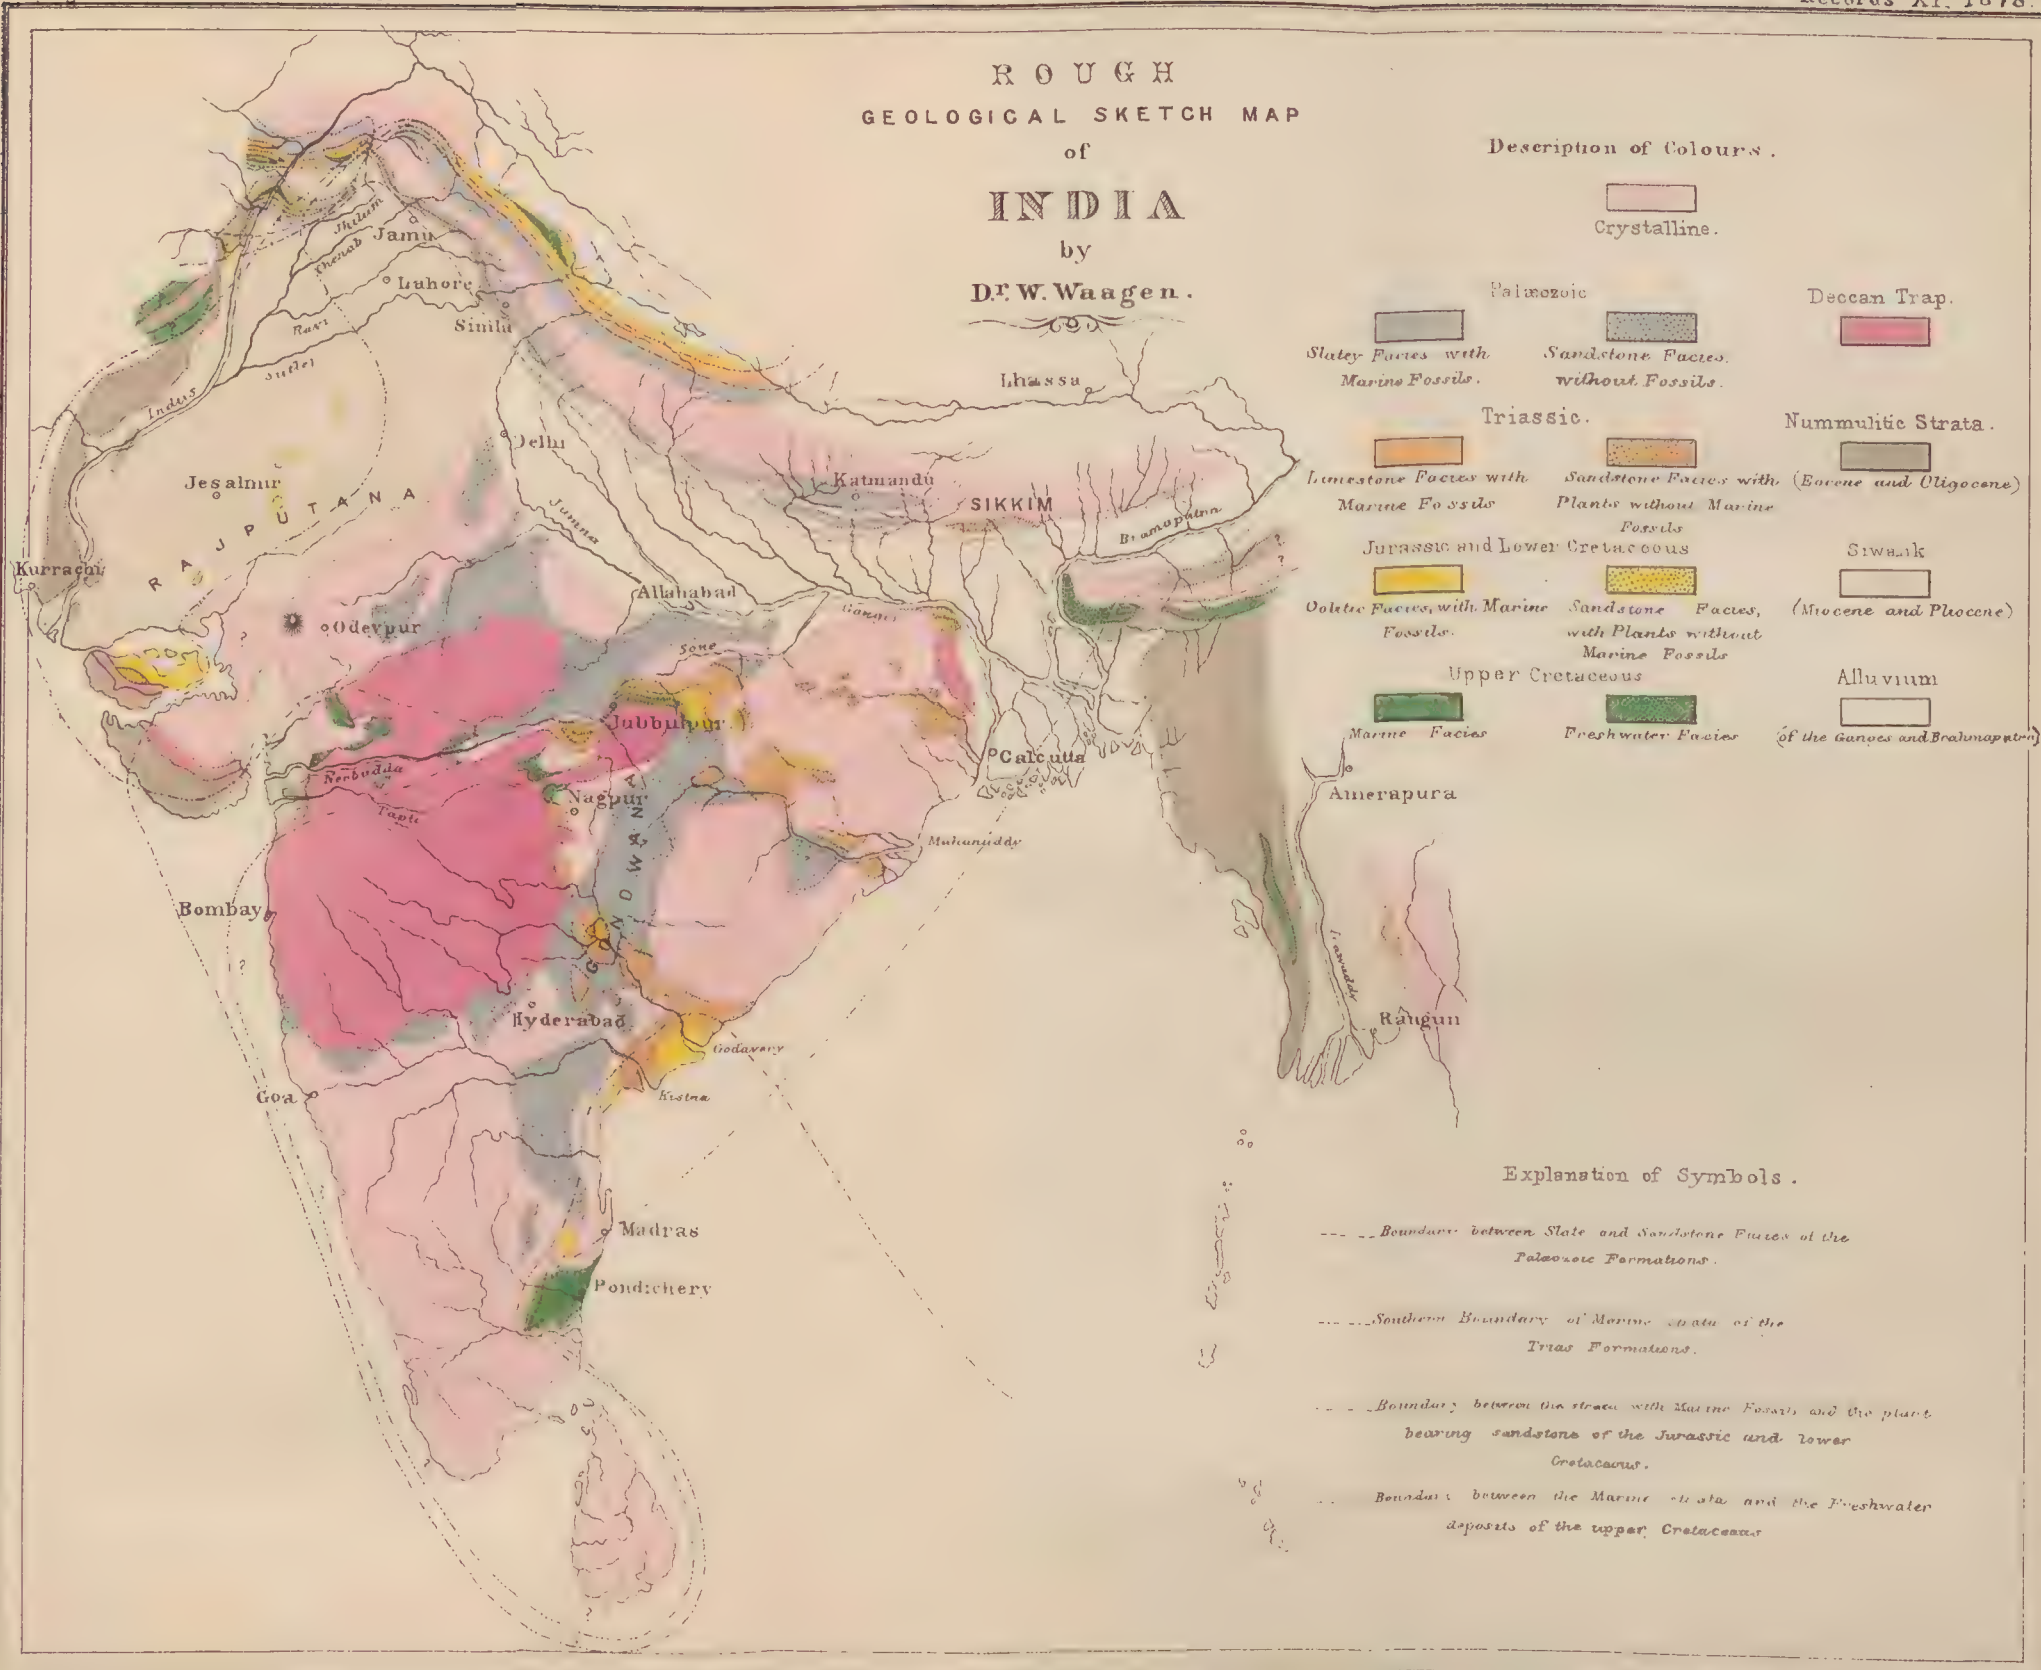 Records XI. 1878.
ROUGH
GEOLOGICAL SKETCH MAP
of
INDIA
by
Dr. W. Waagen.
Description of Colours.
Crystalline.
Palæozoic
Slatey Facies with
Marine Fossils.
Sandstone Facies.
without Fossils.
Deccan Trap.
Triassic.
Limestone Facies with
Marine Fossils
Sandstone Facies with
Plants without Marine
Fossils
Nummulitic Strata.
(Eocene and Oligocene)
Jurassic and Lower Cretaceous
Oolitic Facies, with Marine
Fossils.
Sandstone Facies,
with Plants without
Marine Fossils
Siwalik
(Miocene and Pliocene)
Upper Cretaceous
Marine Facies
Freshwater Facies
Alluvium
(of the Ganges and Brahmaputra)
Jhilum
Jamu
Chenab
Lahore
Ravi
Simla
Sutlej
Indus
Lhassa
Delhi
Jesalmir
RAJPUTANA
Katmandu
SIKKIM
Bramaputra
?
?
Jumna
Kurrachi
Allahabad
Ganges
Odeypur
?
Sone
Jubbulpur
Calcutta
Nerbudda
Nagpur
Tapti
GONDWANA
Amerapura
Mahanuddy
Bombay
?
Irawaddy
Hyderabad
Rangun
Godavery
Goa
Kistna
Madras
Pondichery
?
Explanation of Symbols.
Boundary between Slate and Sandstone Facies of the
Palæozoic Formations.
Southern Boundary of Marine strata of the
Trias Formations.
Boundary between the strata with Marine Fossils and the plant
bearing sandstone of the Jurassic and lower
Cretaceous.
Boundary between the Marine strata and the Freshwater
deposits of the upper Cretaceous